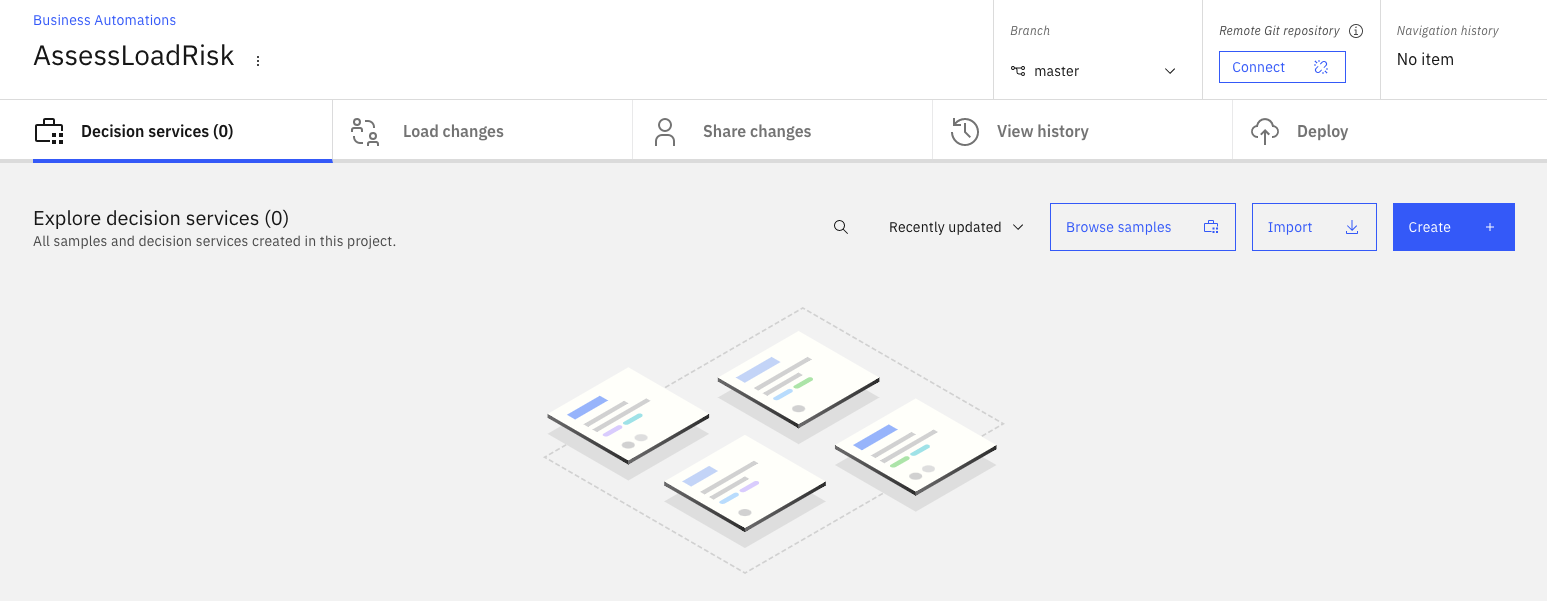 Business Automations
AssessLoadRisk
Branch
master
Remote Git repository
Connect
Navigation history
No item
Decision services (0)
Load changes
Share changes
View history
Deploy
Explore decision services (0)
All samples and decision services created in this project.
Recently updated
Browse samples
Import
Create